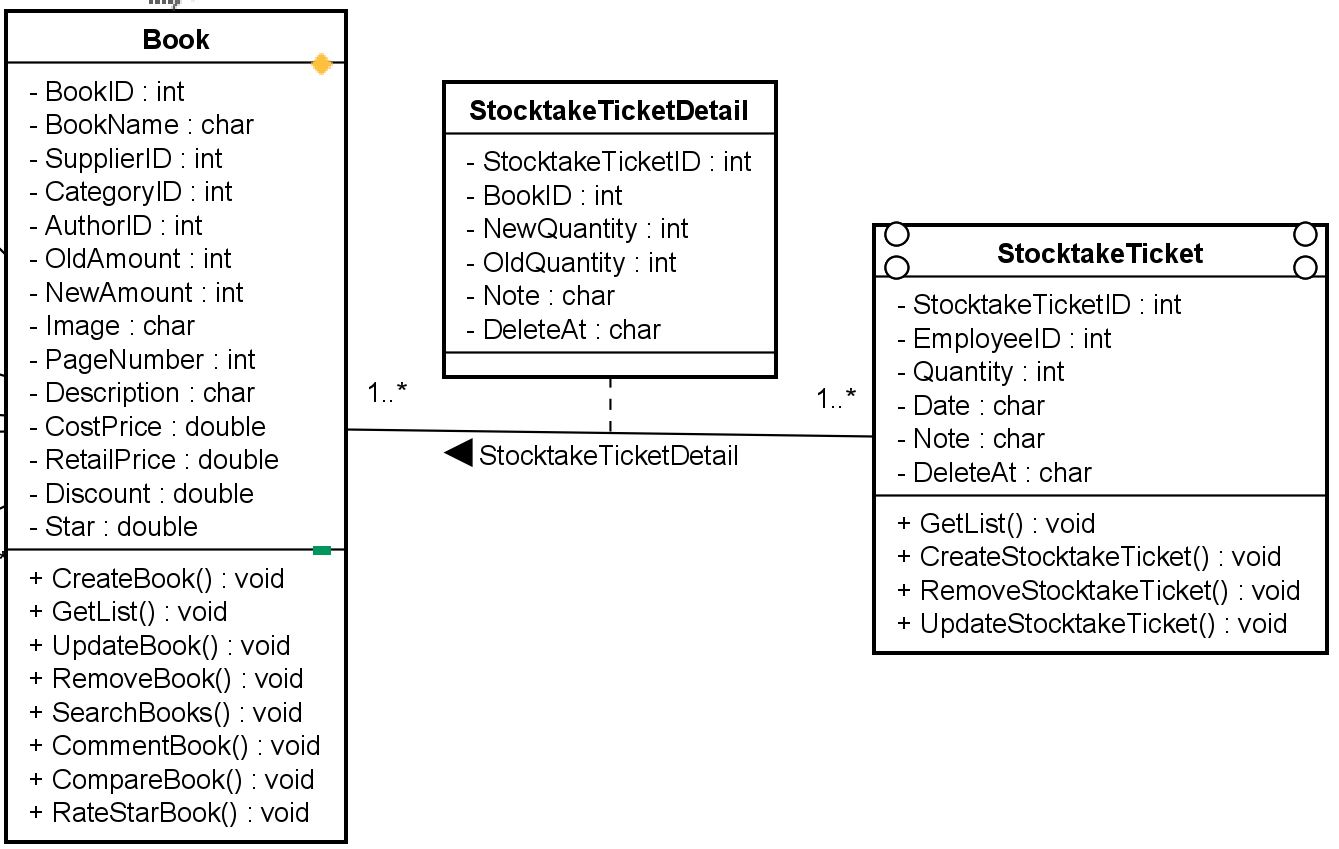 Book
- BookID : int
- BookName : char
- SupplierID : int
- CategoryID : int
- AuthorID : int
- OldAmount : int
- NewAmount : int
- Image : char
- PageNumber : int
- Description : char
- CostPrice : double
- RetailPrice : double
- Discount : double
- Star : double
+ CreateBook() : void
+ GetList() : void
+ UpdateBook() : void
+ RemoveBook() : void
+ SearchBooks() : void
+ CommentBook() : void
+ CompareBook() : void
+ RateStarBook() : void
StocktakeTicketDetail
- StocktakeTicketID : int
- BookID : int
- NewQuantity : int
- OldQuantity : int
- Note : char
- DeleteAt : char
1..*
1..*
StocktakeTicketDetail
StocktakeTicket
- StocktakeTicketID : int
- EmployeeID : int
- Quantity : int
- Date : char
- Note : char
- DeleteAt : char
+ GetList() : void
+ CreateStocktakeTicket() : void
+ RemoveStocktakeTicket() : void
+ UpdateStocktakeTicket() : void